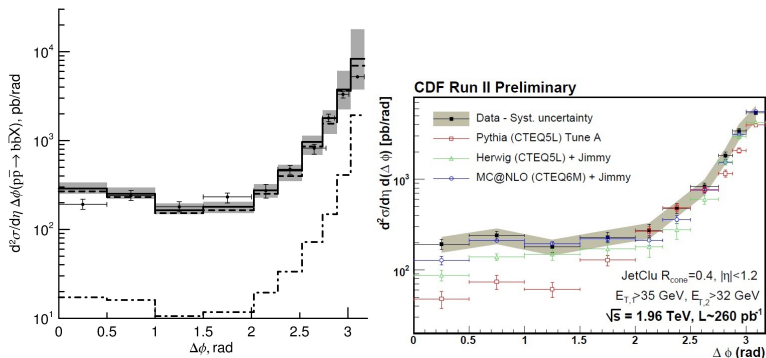 d²σ/dη Δϕ(pp̄ → bb̄X), pb/rad
10⁴
10³
10²
10¹
0 0.5 1 1.5 2 2.5 3
Δϕ, rad
CDF Run II Preliminary
d²σ/dη d(Δ ϕ) [pb/rad]
Data - Syst. uncertainty
Pythia (CTEQ5L) Tune A
Herwig (CTEQ5L) + Jimmy
MC@NLO (CTEQ6M) + Jimmy
10³
10²
JetClu R_cone=0.4, |η|<1.2
E_T,1>35 GeV, E_T,2>32 GeV
√s = 1.96 TeV, L~260 pb⁻¹
0 0.5 1 1.5 2 2.5 3
Δ ϕ (rad)